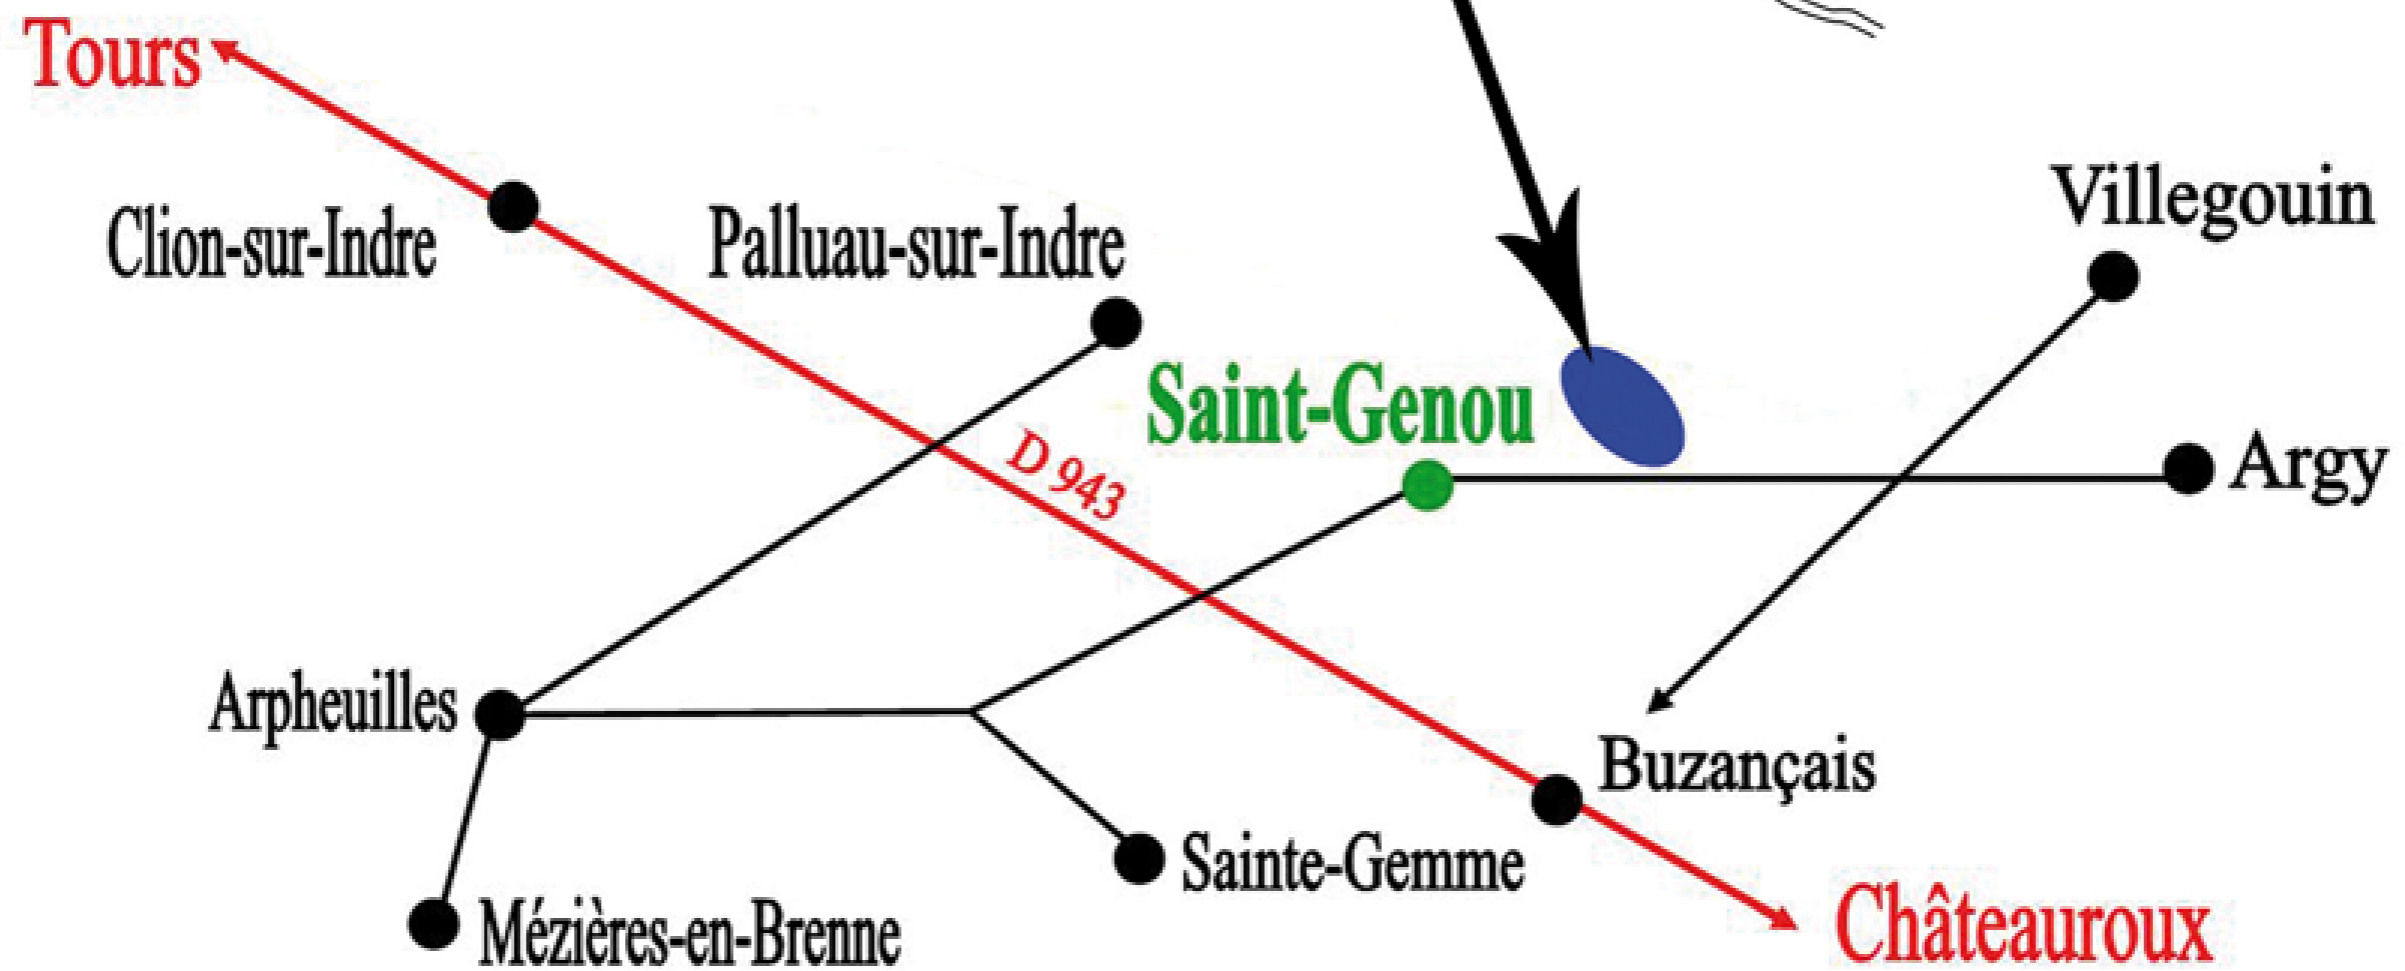 Tours
Villegouin
Clion-sur-Indre
Palluau-sur-Indre
Saint-Genou
D 943
Argy
Arpheuilles
Buzançais
Sainte-Gemme
Mézières-en-Brenne
Châteauroux